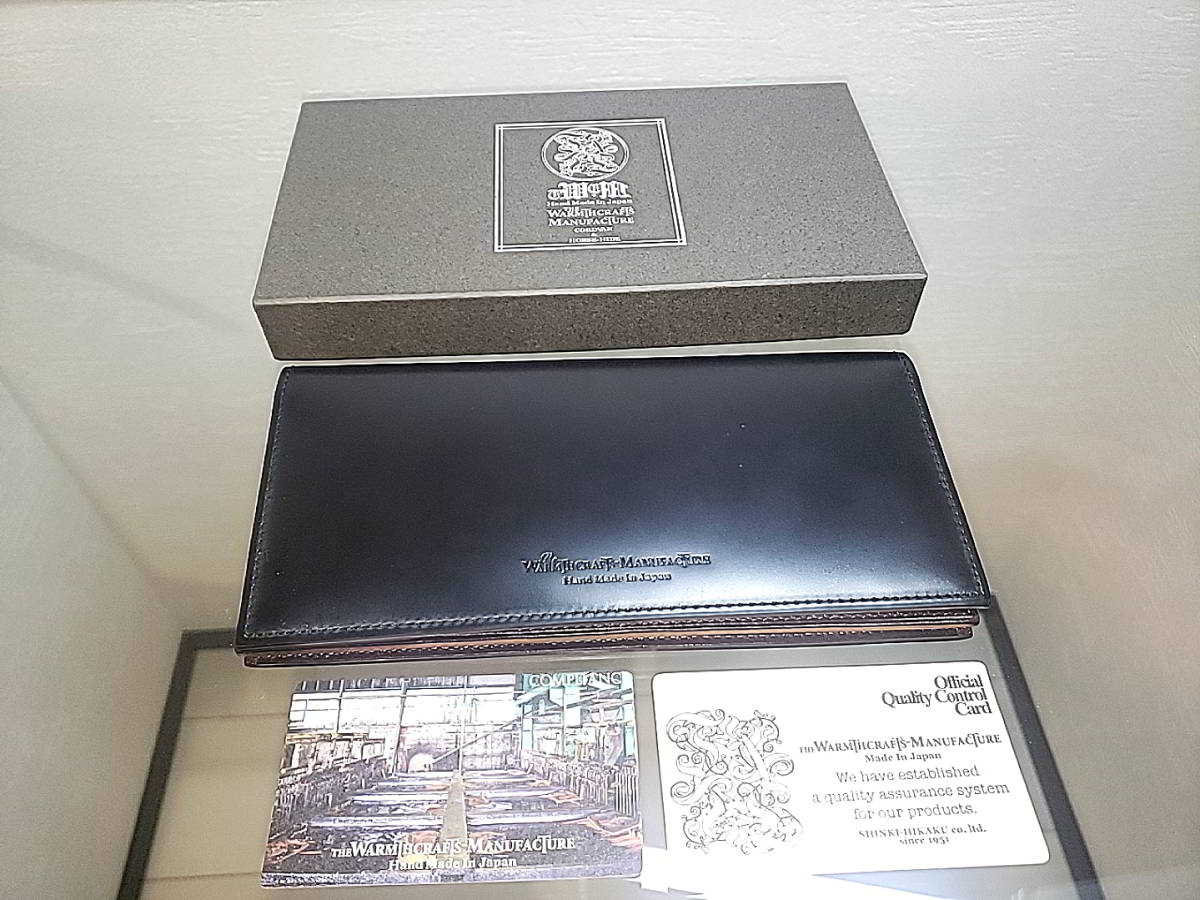 Hand Made In Japan
WARMTHCRAFTS
MANUFACTURE
CORDVAN
&
HORSE-HIDE
THE WARMTHCRAFTS-MANUFACTURE
Hand Made In Japan
COMPLIANC
THE WARMTHCRAFTS-MANUFACTURE
Hand Made In Japan
Official
Quality Control
Card
THE WARMTHCRAFTS-MANUFACTURE
Made In Japan
We have established
a quality assurance system
for our products.
SHINKI-HIKAKU co.,ltd.
since 1951